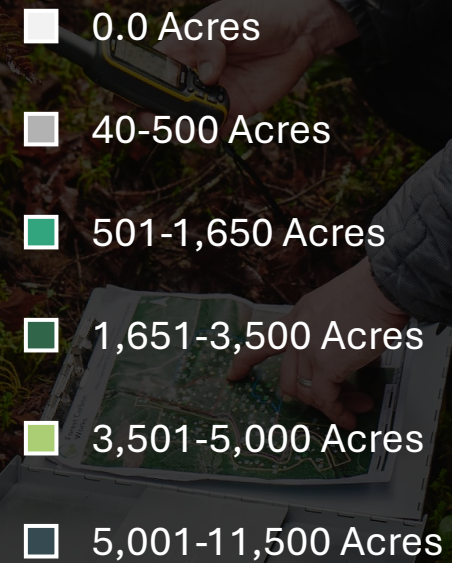 0.0 Acres
40-500 Acres
501-1,650 Acres
1,651-3,500 Acres
3,501-5,000 Acres
5,001-11,500 Acres